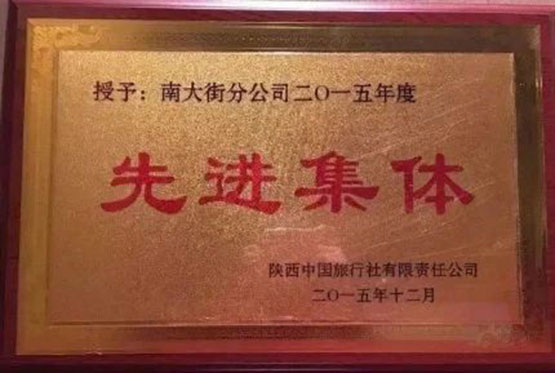 授予：南大街分公司二〇一五年度
先进集体
陕西中国旅行社有限责任公司
二〇一五年十二月